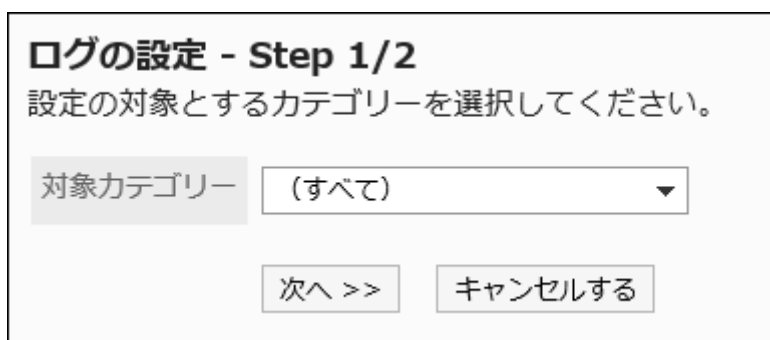 ログの設定 - Step 1/2
設定の対象とするカテゴリーを選択してください。
対象カテゴリー （すべて）
次へ >> キャンセルする